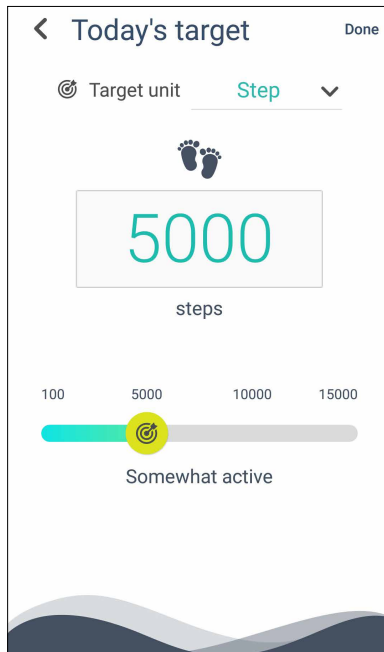 Today's target
Done
Target unit
Step
5000
steps
100 5000 10000 15000
Somewhat active